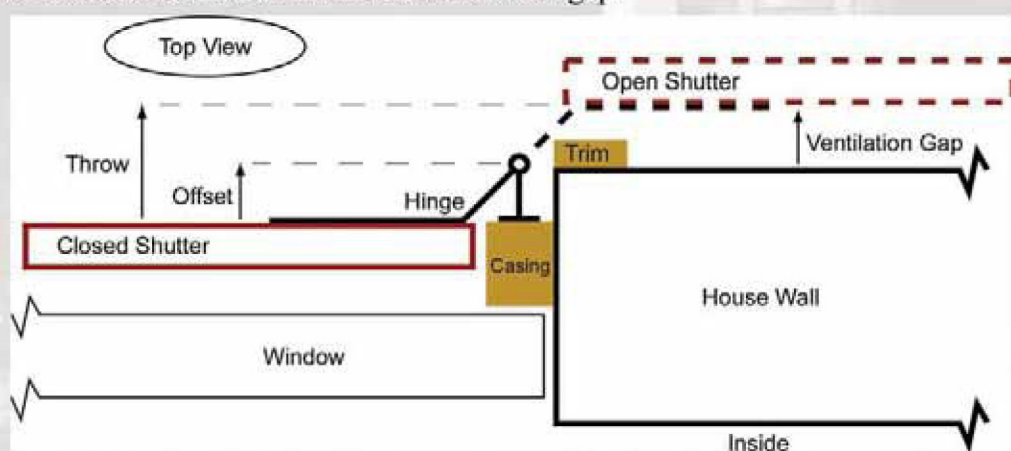 Top View
Open Shutter
Throw
Trim
Ventilation Gap
Offset
Hinge
Closed Shutter
Casing
House Wall
Window
Inside